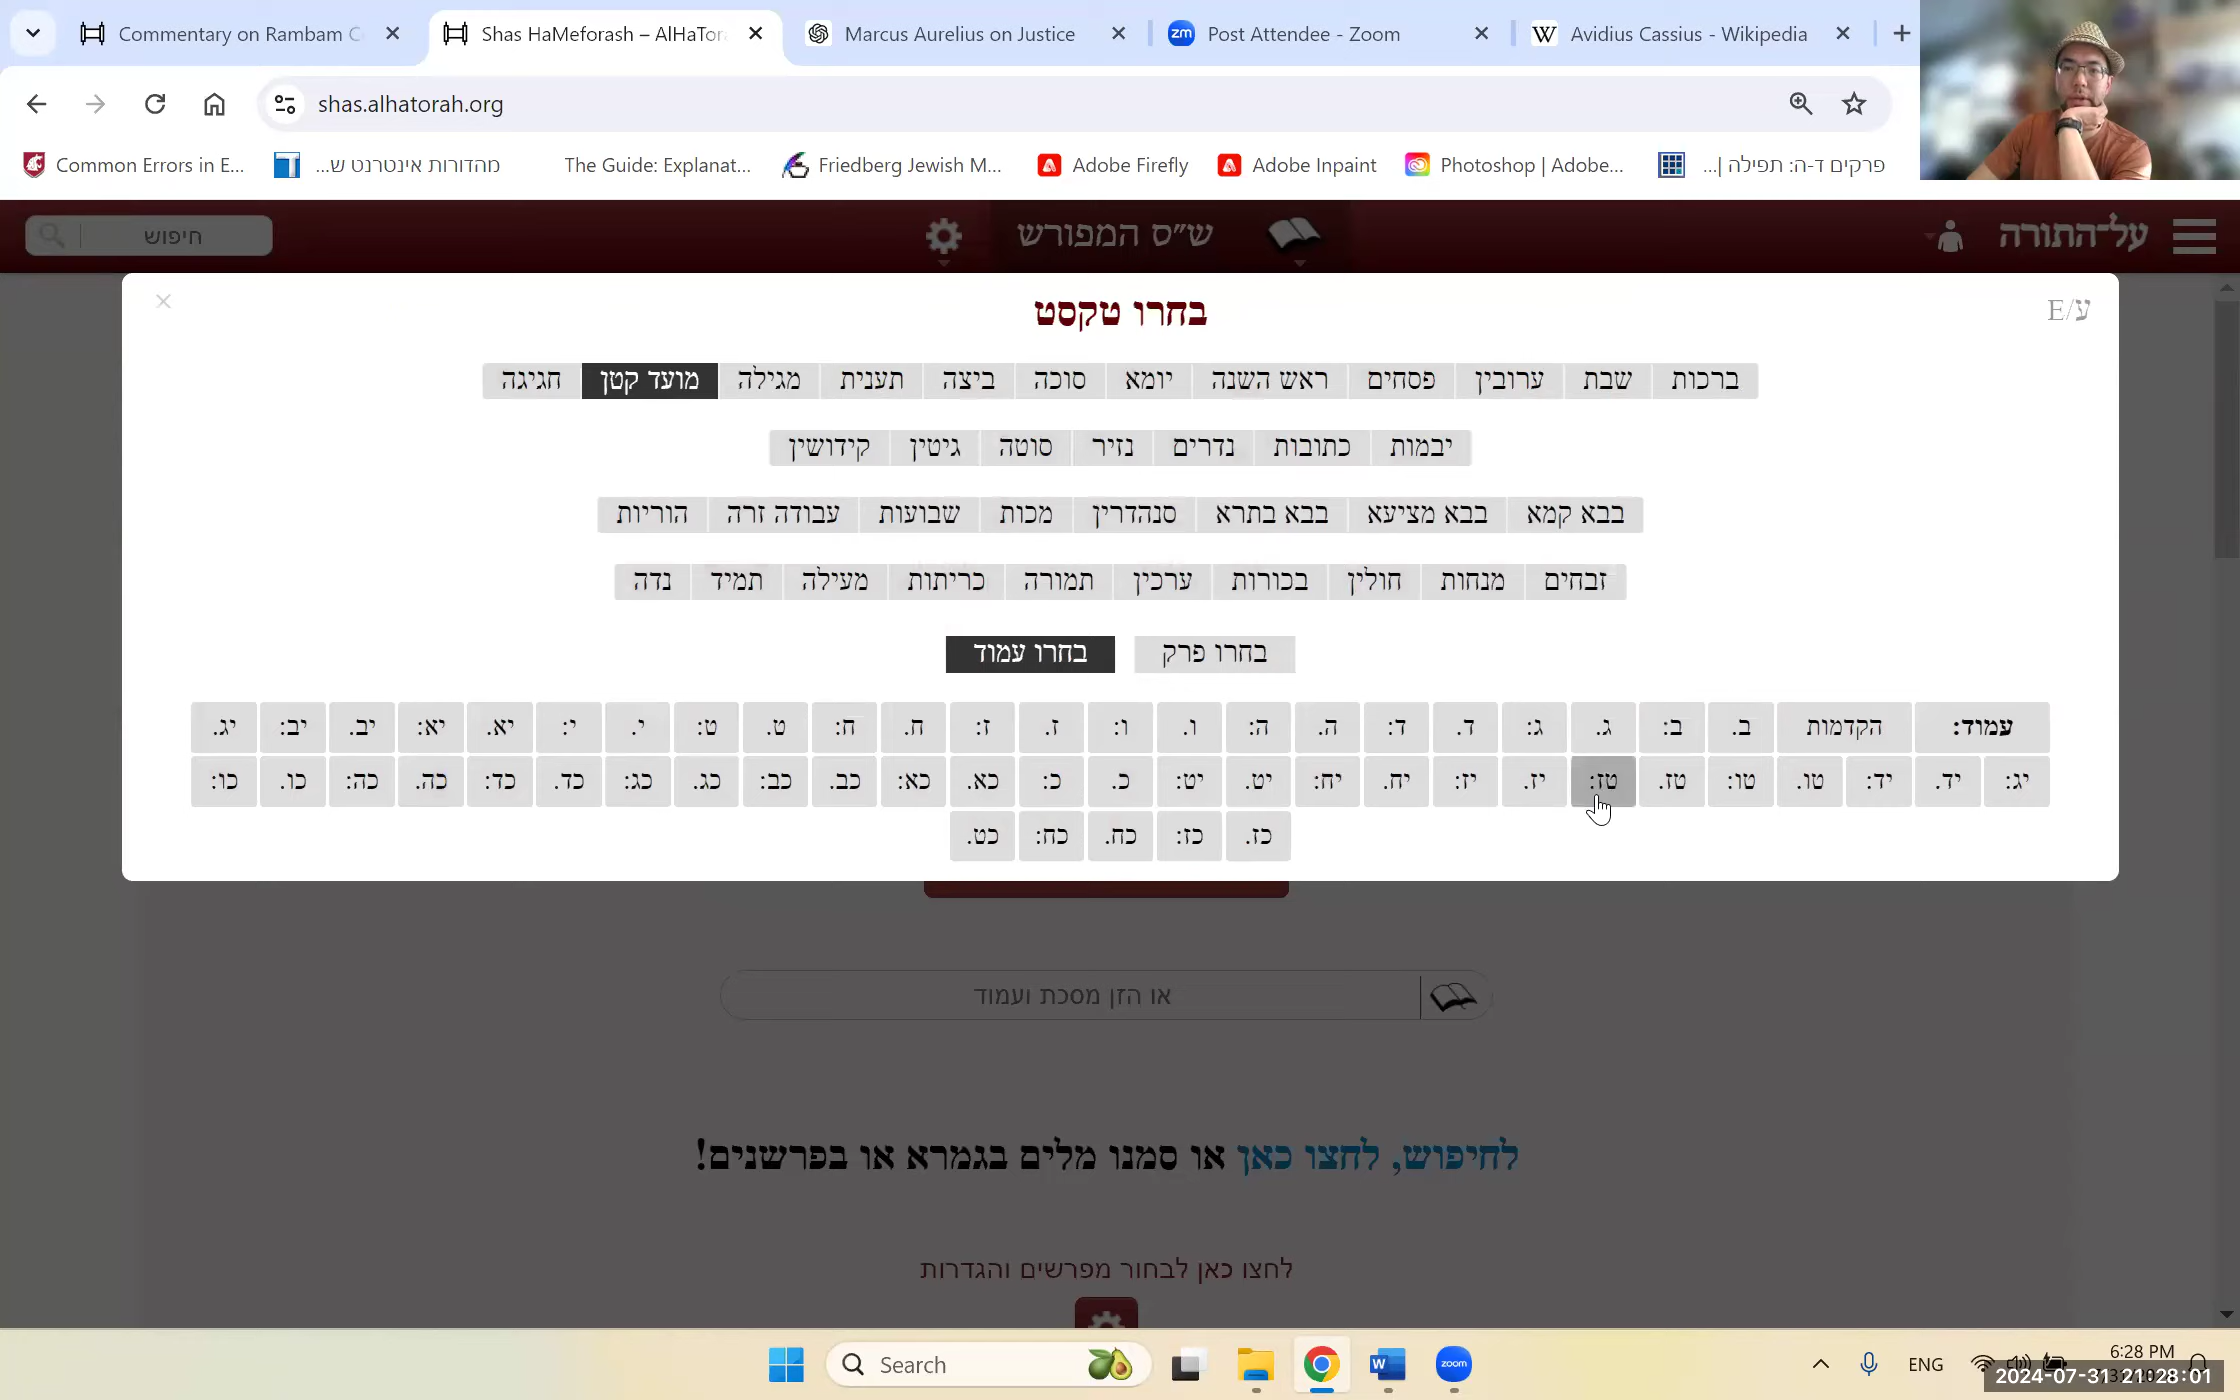 Commentary on Rambam C
Shas HaMeforash – AlHaTor
Marcus Aurelius on Justice
Post Attendee - Zoom
Avidius Cassius - Wikipedia
shas.alhatorah.org
Common Errors in E...
מהדורות אינטרנט ש...
The Guide: Explanat...
Friedberg Jewish M...
Adobe Firefly
Adobe Inpaint
Photoshop | Adobe...
פרקים ד-ה: תפילה |...
על־התורה
ש״ס המפורש
חיפוש
ע/E
בחרו טקסט
ברכות שבת ערובין פסחים ראש השנה יומא סוכה ביצה תענית מגילה מועד קטן חגיגה
יבמות כתובות נדרים נזיר סוטה גיטין קידושין
בבא קמא בבא מציעא בבא בתרא סנהדרין מכות שבועות עבודה זרה הוריות
זבחים מנחות חולין בכורות ערכין תמורה כריתות מעילה תמיד נדה
בחרו פרק בחרו עמוד
עמוד: הקדמות ב. ב: ג. ג: ד. ד: ה. ה: ו. ו: ז. ז: ח. ח: ט. ט: י. י: יא. יא: יב. יב: יג.
יג: יד. יד: טו. טו: טז. טז: יז. יז: יח. יח: יט. יט: כ. כ: כא. כא: כב. כב: כג. כג: כד. כד: כה. כה: כו. כו:
כז. כז: כח. כח: כט.
או הזן מסכת ועמוד
לחיפוש, לחצו כאן או סמנו מלים בגמרא או בפרשנים!
לחצו כאן לבחור מפרשים והגדרות
Search
zoom
ENG
6:28 PM
2024-07-31 21:28:01